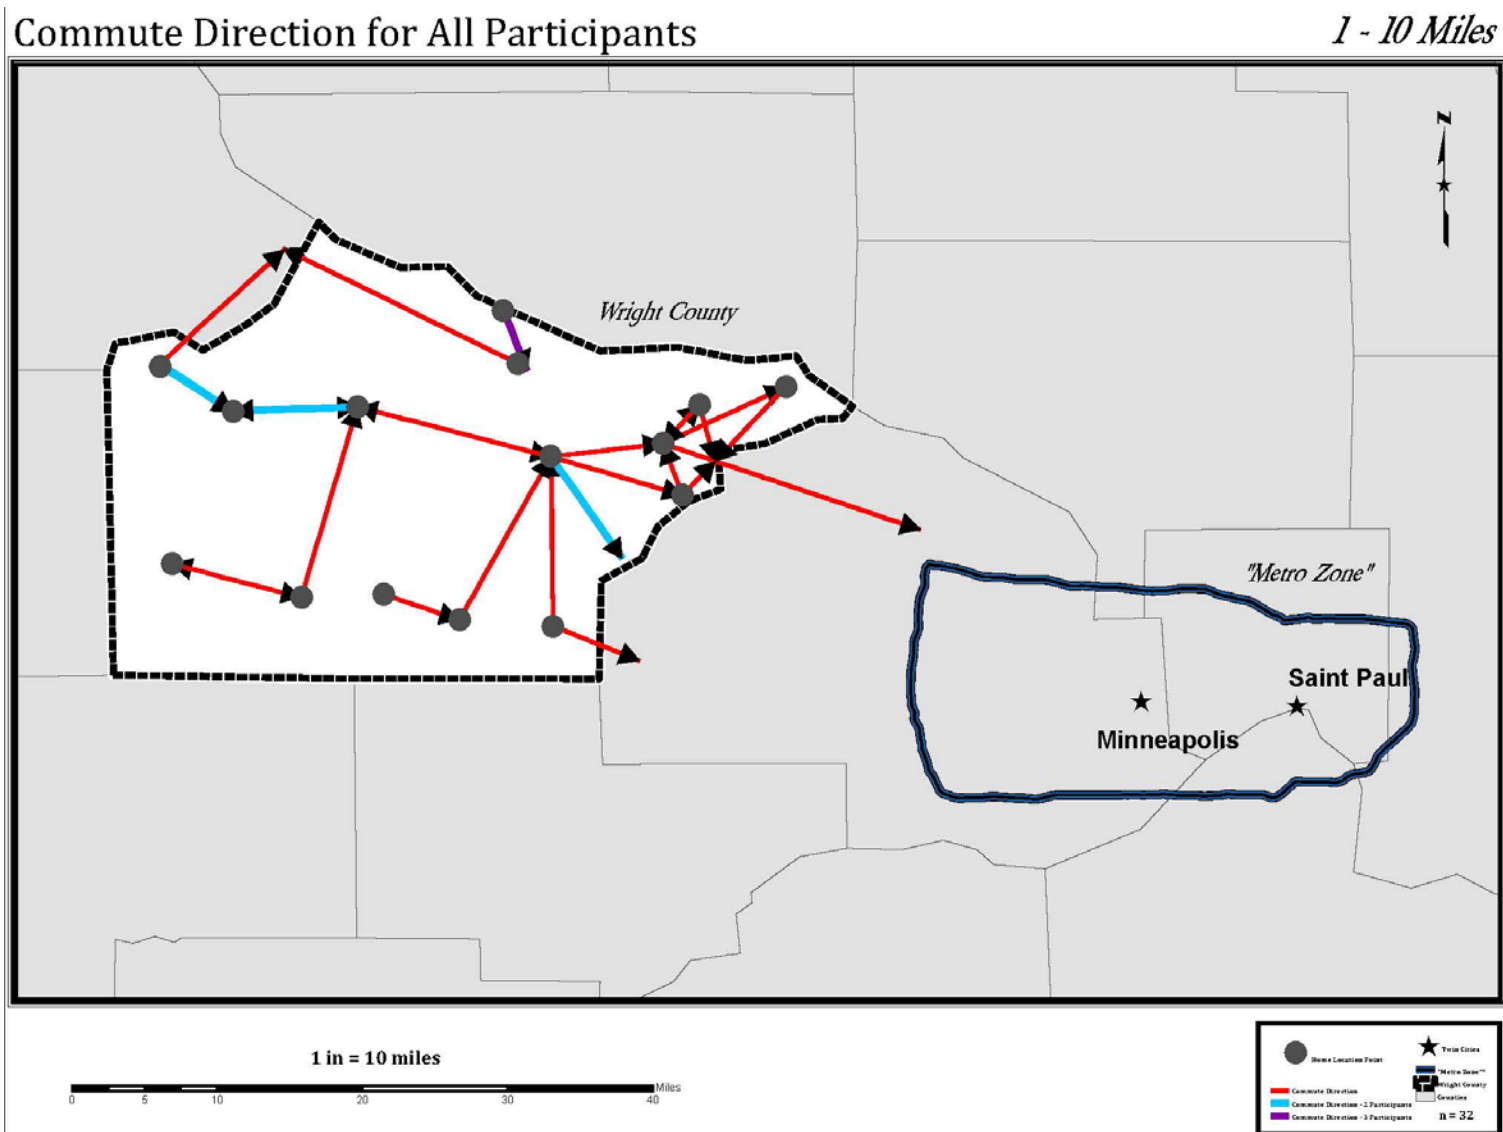 Commute Direction for All Participants
1 - 10 Miles
N
Wright County
"Metro Zone"
Saint Paul
Minneapolis
1 in = 10 miles
Miles
0 5 10 20 30 40
Home Location Point
Twin Cities
"Metro Zone"
Wright County
Counties
Commute Direction
Commute Direction - 2 Participants
Commute Direction - 3 Participants
n = 32